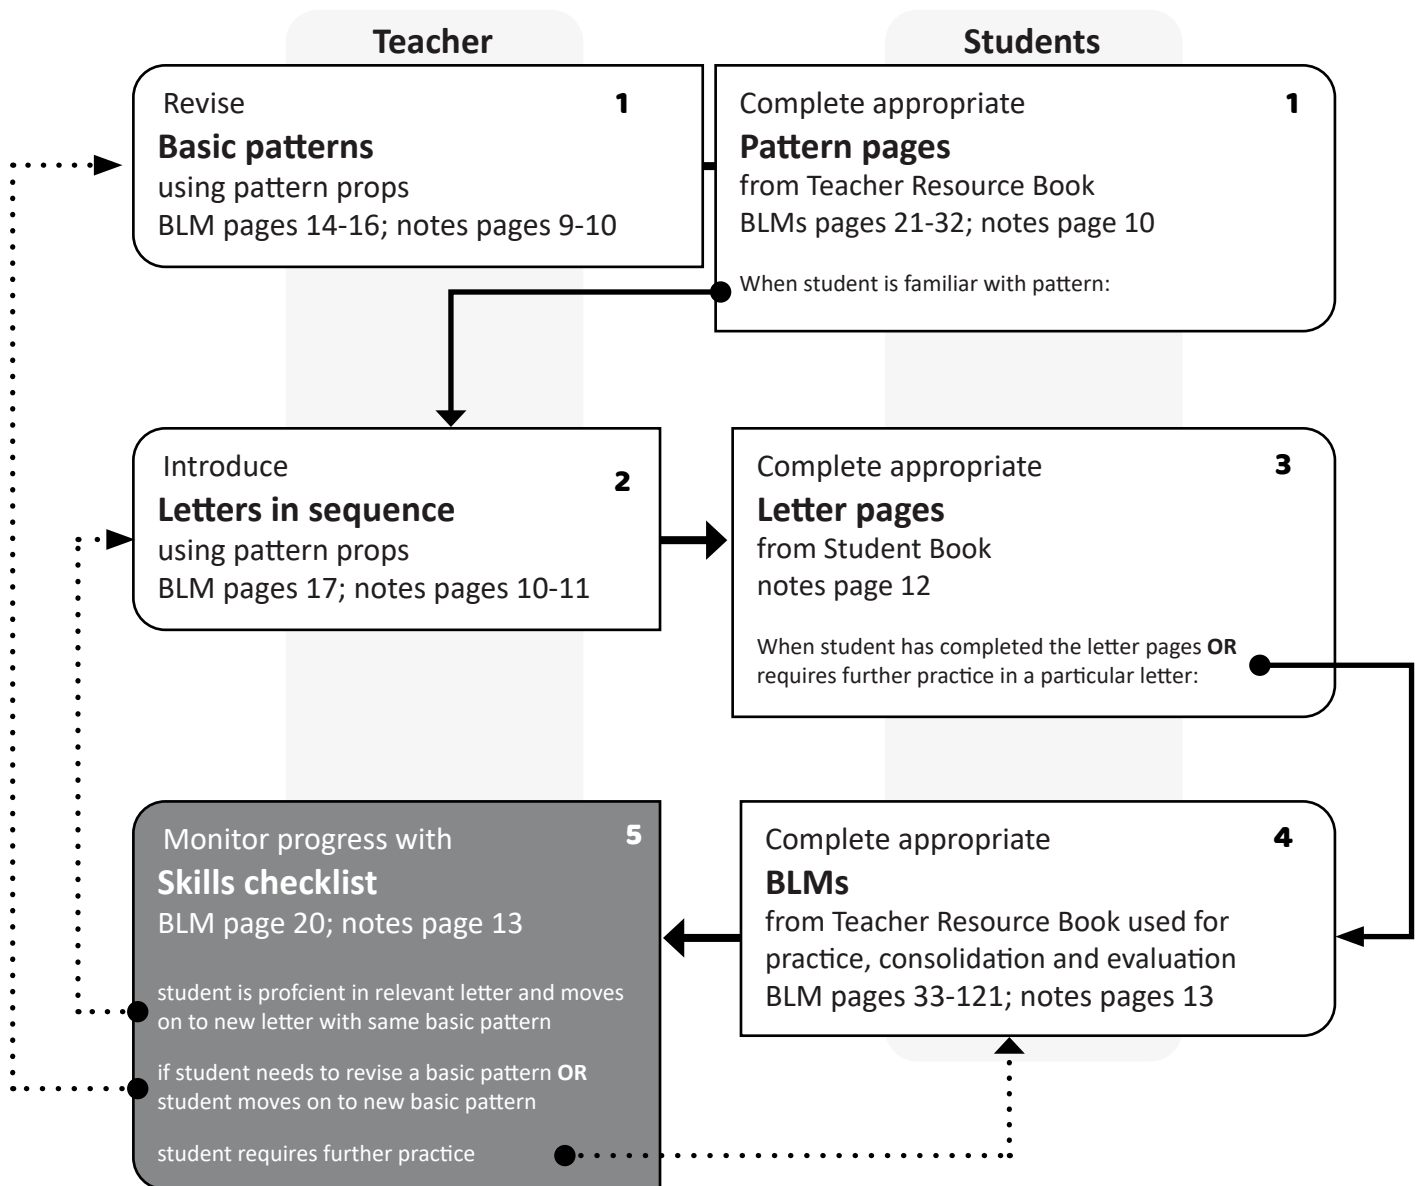 Teacher
Students
Revise
1
Basic patterns
using pattern props
BLM pages 14-16; notes pages 9-10
Complete appropriate
1
Pattern pages
from Teacher Resource Book
BLMs pages 21-32; notes page 10
When student is familiar with pattern:
Introduce
2
Letters in sequence
using pattern props
BLM pages 17; notes pages 10-11
Complete appropriate
3
Letter pages
from Student Book
notes page 12
When student has completed the letter pages OR
requires further practice in a particular letter:
Complete appropriate
4
BLMs
from Teacher Resource Book used for
practice, consolidation and evaluation
BLM pages 33-121; notes pages 13
Monitor progress with
5
Skills checklist
BLM page 20; notes page 13
student is profcient in relevant letter and moves
on to new letter with same basic pattern
if student needs to revise a basic pattern OR
student moves on to new basic pattern
student requires further practice